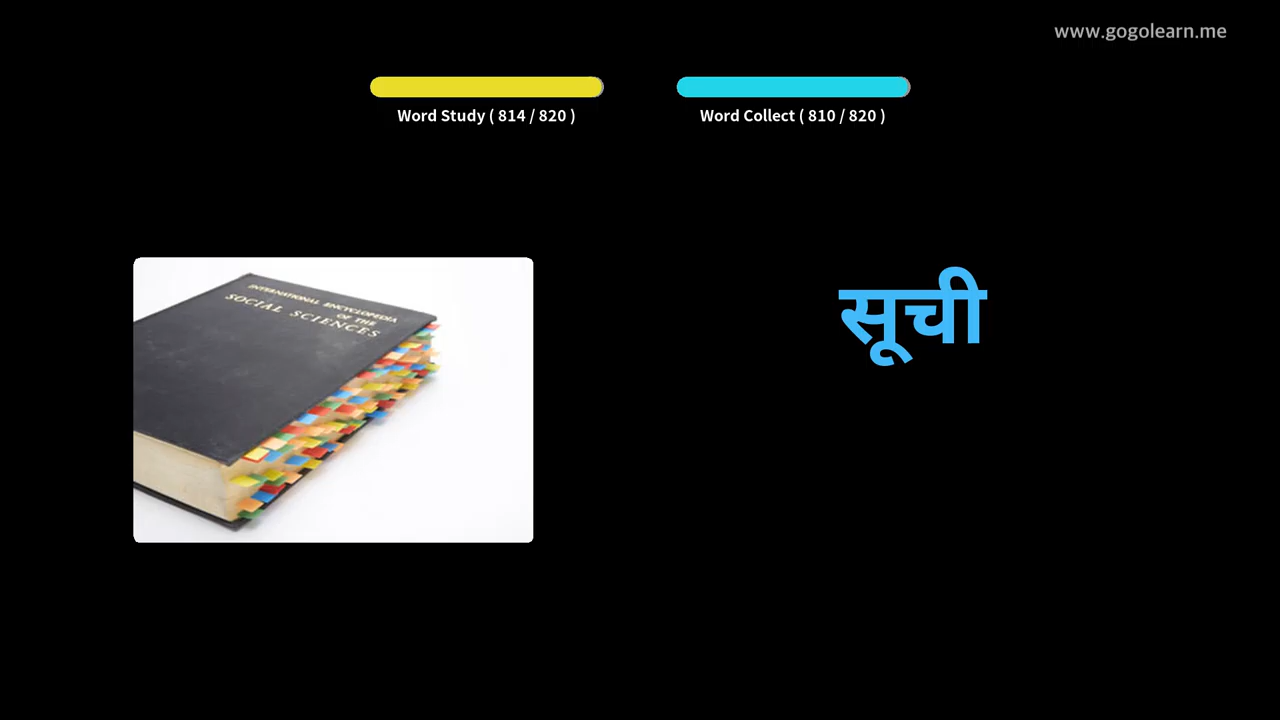 www.gogolearn.me
Word Study ( 814 / 820 )
Word Collect ( 810 / 820 )
INTERNATIONAL ENCYCLOPEDIA
OF THE
SOCIAL SCIENCES
सूची